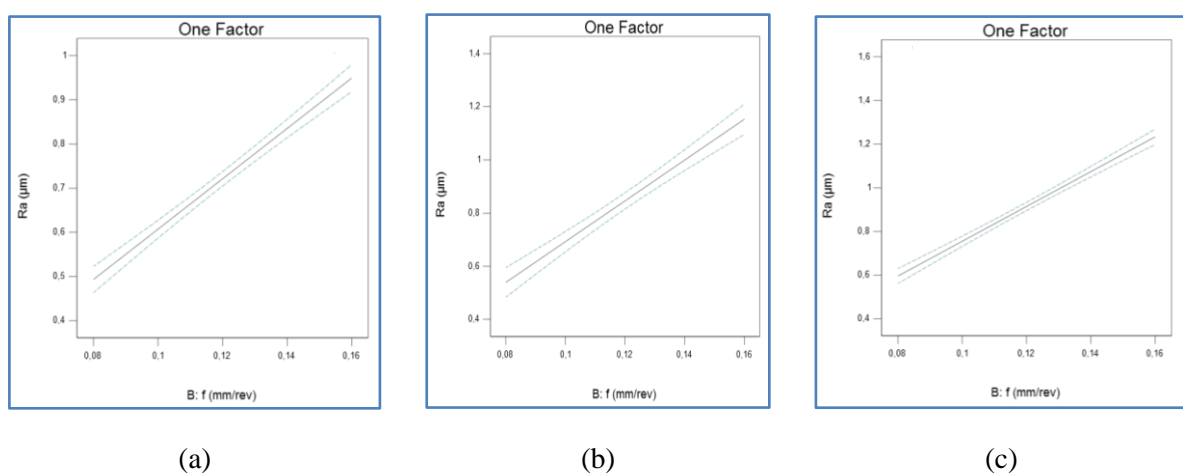 One Factor
1
0,9
0,8
0,7
0,6
0,5
0,4
Ra (µm)
0,08 0,1 0,12 0,14 0,16
B: f (mm/rev)
(a)
One Factor
1,4
1,2
1
0,8
0,6
0,4
Ra (µm)
0,08 0,1 0,12 0,14 0,16
B: f (mm/rev)
(b)
One Factor
1,6
1,4
1,2
1
0,8
0,6
0,4
Ra (µm)
0,08 0,1 0,12 0,14 0,16
B: f (mm/rev)
(c)